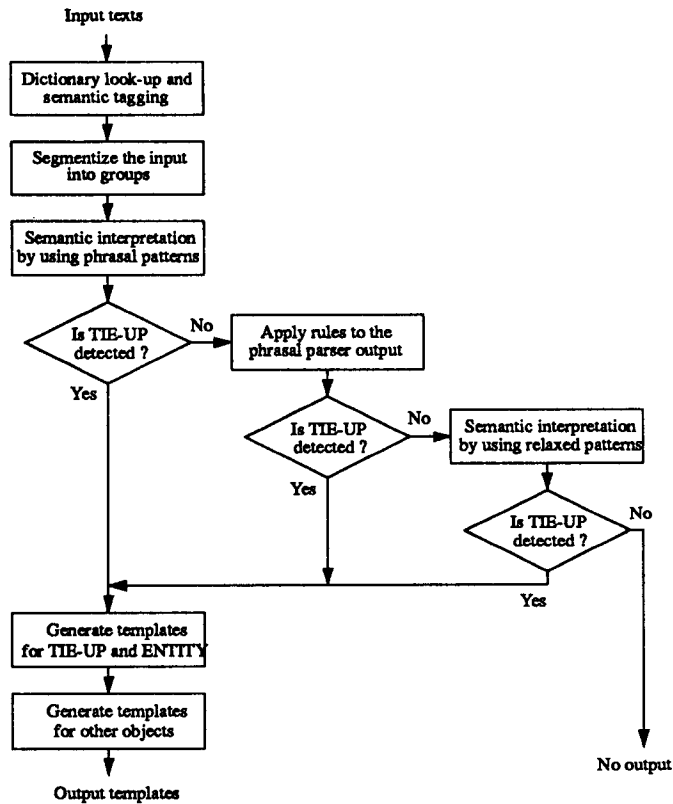 Input texts
Dictionary look-up and
semantic tagging
Segmentize the input
into groups
Semantic interpretation
by using phrasal patterns
Is TIE-UP
detected ?
No
Yes
Apply rules to the
phrasal parser output
Is TIE-UP
detected ?
No
Yes
Semantic interpretation
by using relaxed patterns
Is TIE-UP
detected ?
No
Yes
Generate templates
for TIE-UP and ENTITY
Generate templates
for other objects
Output templates
No output